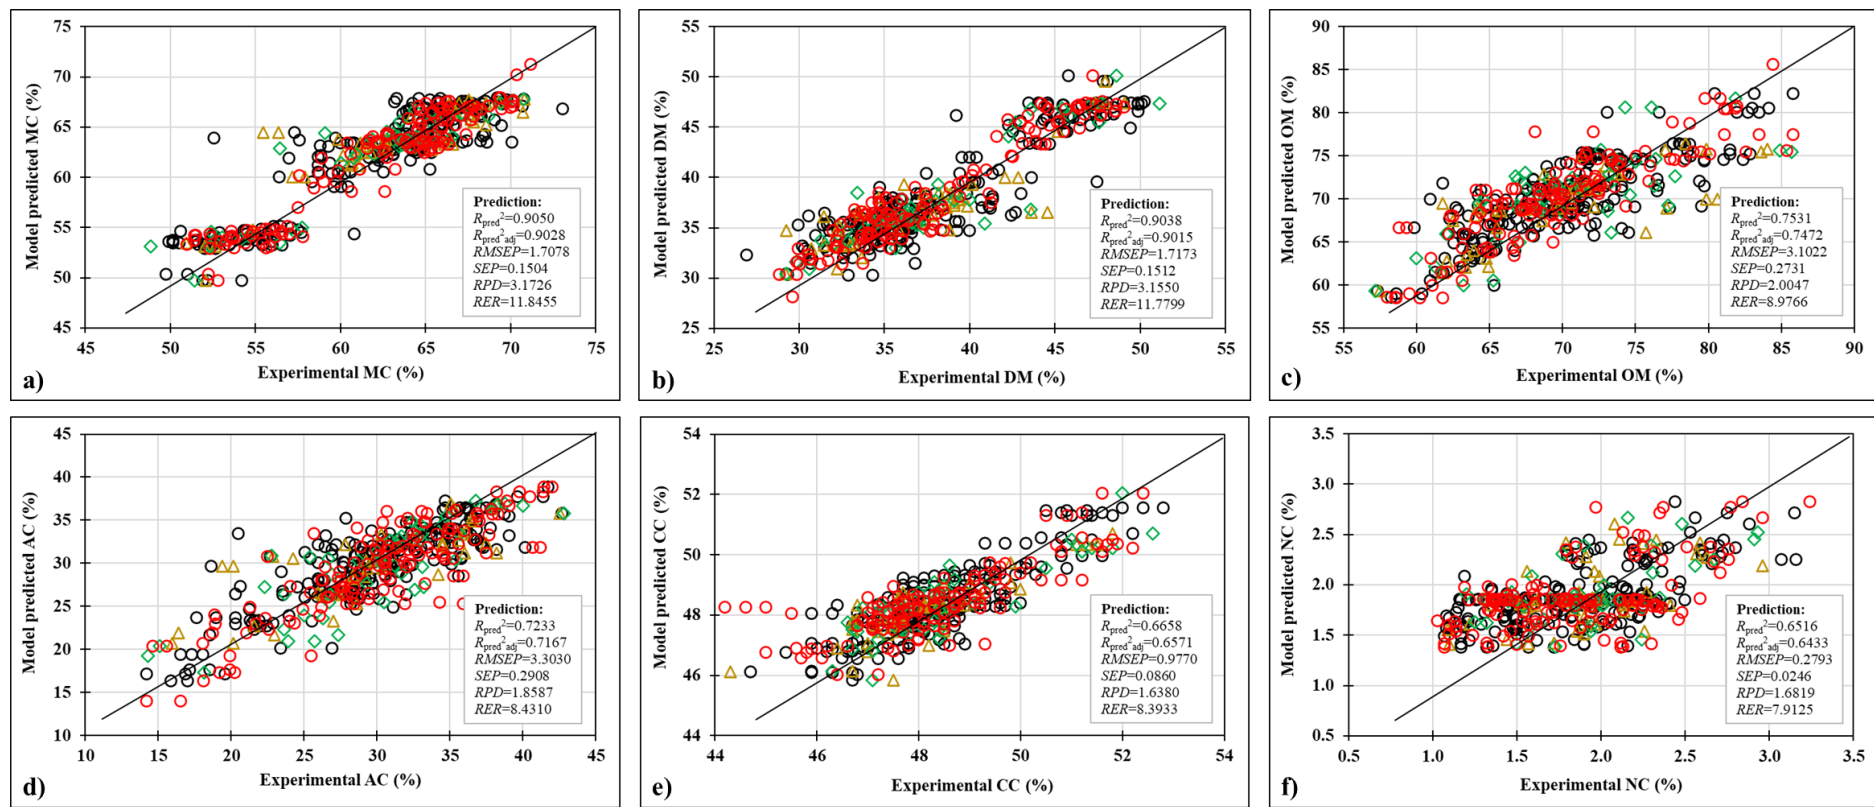 Model predicted MC (%)
75
70
65
60
55
50
45
45 50 55 60 65 70 75
Prediction:
Rpred²=0.9050
Rpred²adj=0.9028
RMSEP=1.7078
SEP=0.1504
RPD=3.1726
RER=11.8455
Experimental MC (%)
a)
Model predicted DM (%)
55
50
45
40
35
30
25
25 30 35 40 45 50 55
Prediction:
Rpred²=0.9038
Rpred²adj=0.9015
RMSEP=1.7173
SEP=0.1512
RPD=3.1550
RER=11.7799
Experimental DM (%)
b)
Model predicted OM (%)
90
85
80
75
70
65
60
55
55 60 65 70 75 80 85 90
Prediction:
Rpred²=0.7531
Rpred²adj=0.7472
RMSEP=3.1022
SEP=0.2731
RPD=2.0047
RER=8.9766
Experimental OM (%)
c)
Model predicted AC (%)
45
40
35
30
25
20
15
10
10 15 20 25 30 35 40 45
Prediction:
Rpred²=0.7233
Rpred²adj=0.7167
RMSEP=3.3030
SEP=0.2908
RPD=1.8587
RER=8.4310
Experimental AC (%)
d)
Model predicted CC (%)
54
52
50
48
46
44
44 46 48 50 52 54
Prediction:
Rpred²=0.6658
Rpred²adj=0.6571
RMSEP=0.9770
SEP=0.0860
RPD=1.6380
RER=8.3933
Experimental CC (%)
e)
Model predicted NC (%)
3.5
3.0
2.5
2.0
1.5
1.0
0.5
0.5 1.0 1.5 2.0 2.5 3.0 3.5
Prediction:
Rpred²=0.6516
Rpred²adj=0.6433
RMSEP=0.2793
SEP=0.0246
RPD=1.6819
RER=7.9125
Experimental NC (%)
f)